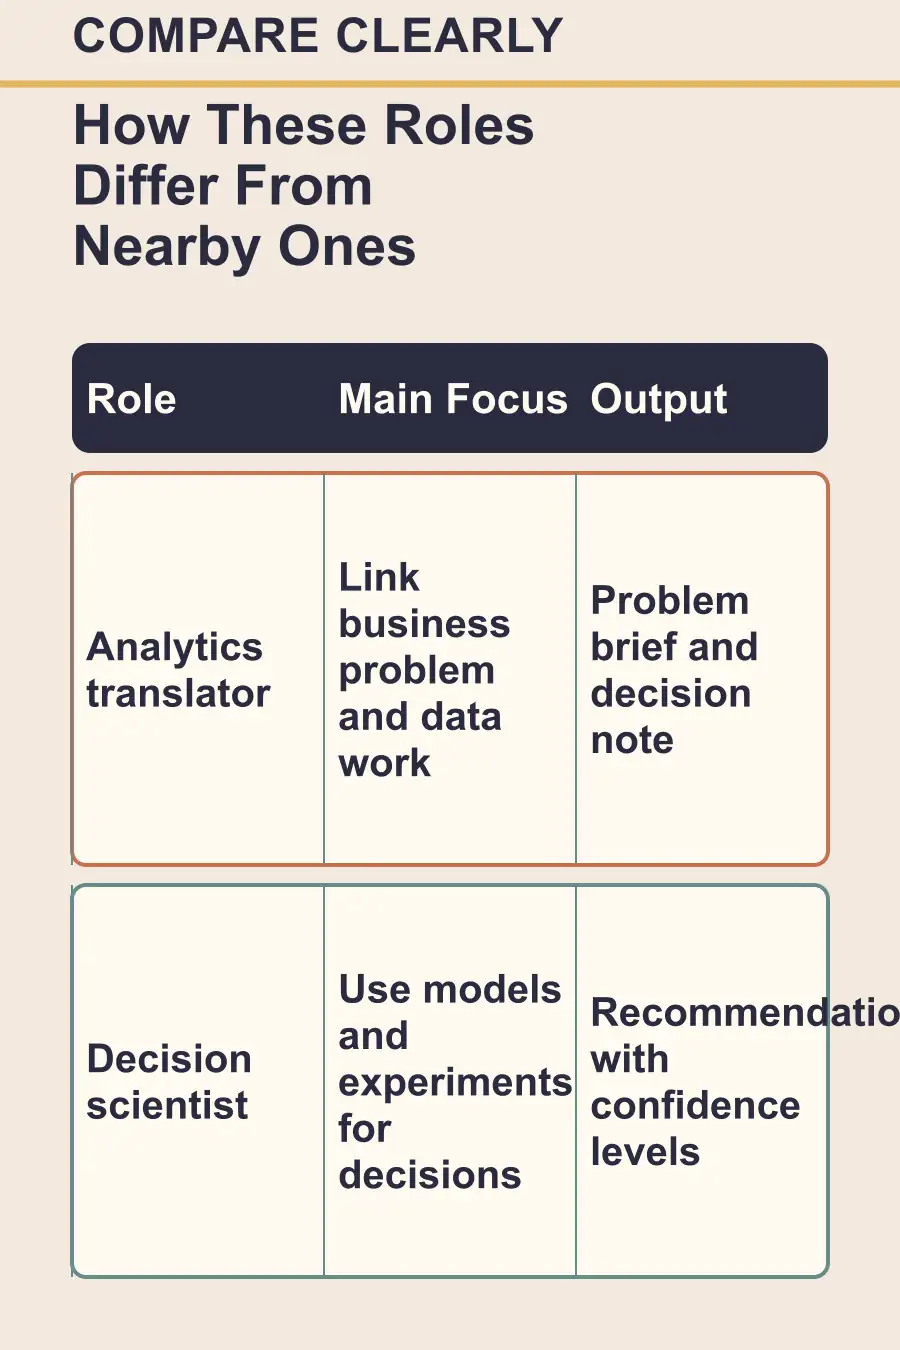 COMPARE CLEARLY
How These Roles
Differ From
Nearby Ones
Role Main Focus Output
Analytics
translator
Link
business
problem
and data
work
Problem
brief and
decision
note
Decision
scientist
Use models
and
experiments
for
decisions
Recommendatio
with
confidence
levels